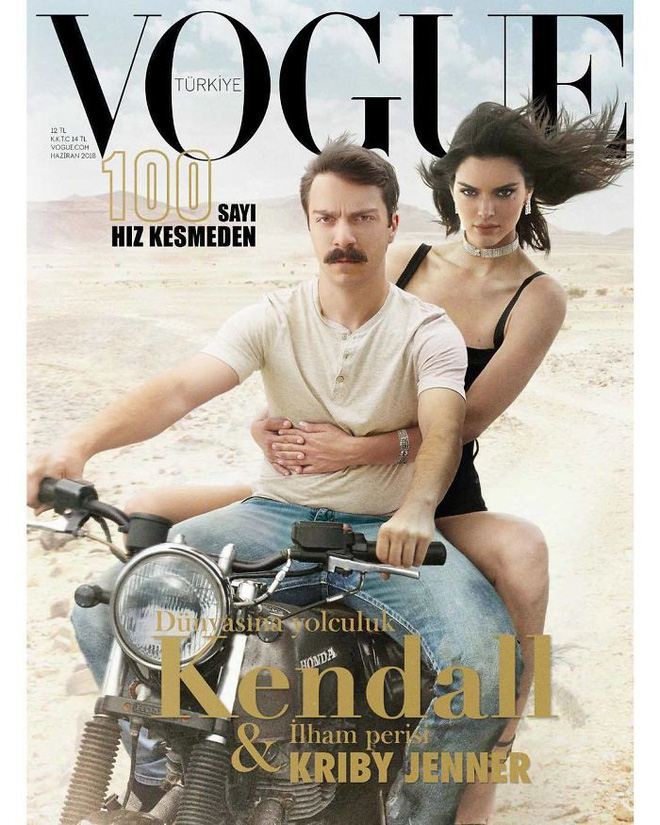 VOGUE
TÜRKİYE
12 TL
K.K.T.C 14 TL
VOGUE.COM
HAZİRAN 2018
100 SAYI
HIZ KESMEDEN
HONDA
Dünyasına yolculuk
Kendall
& İlham perisi
KRIBY JENNER